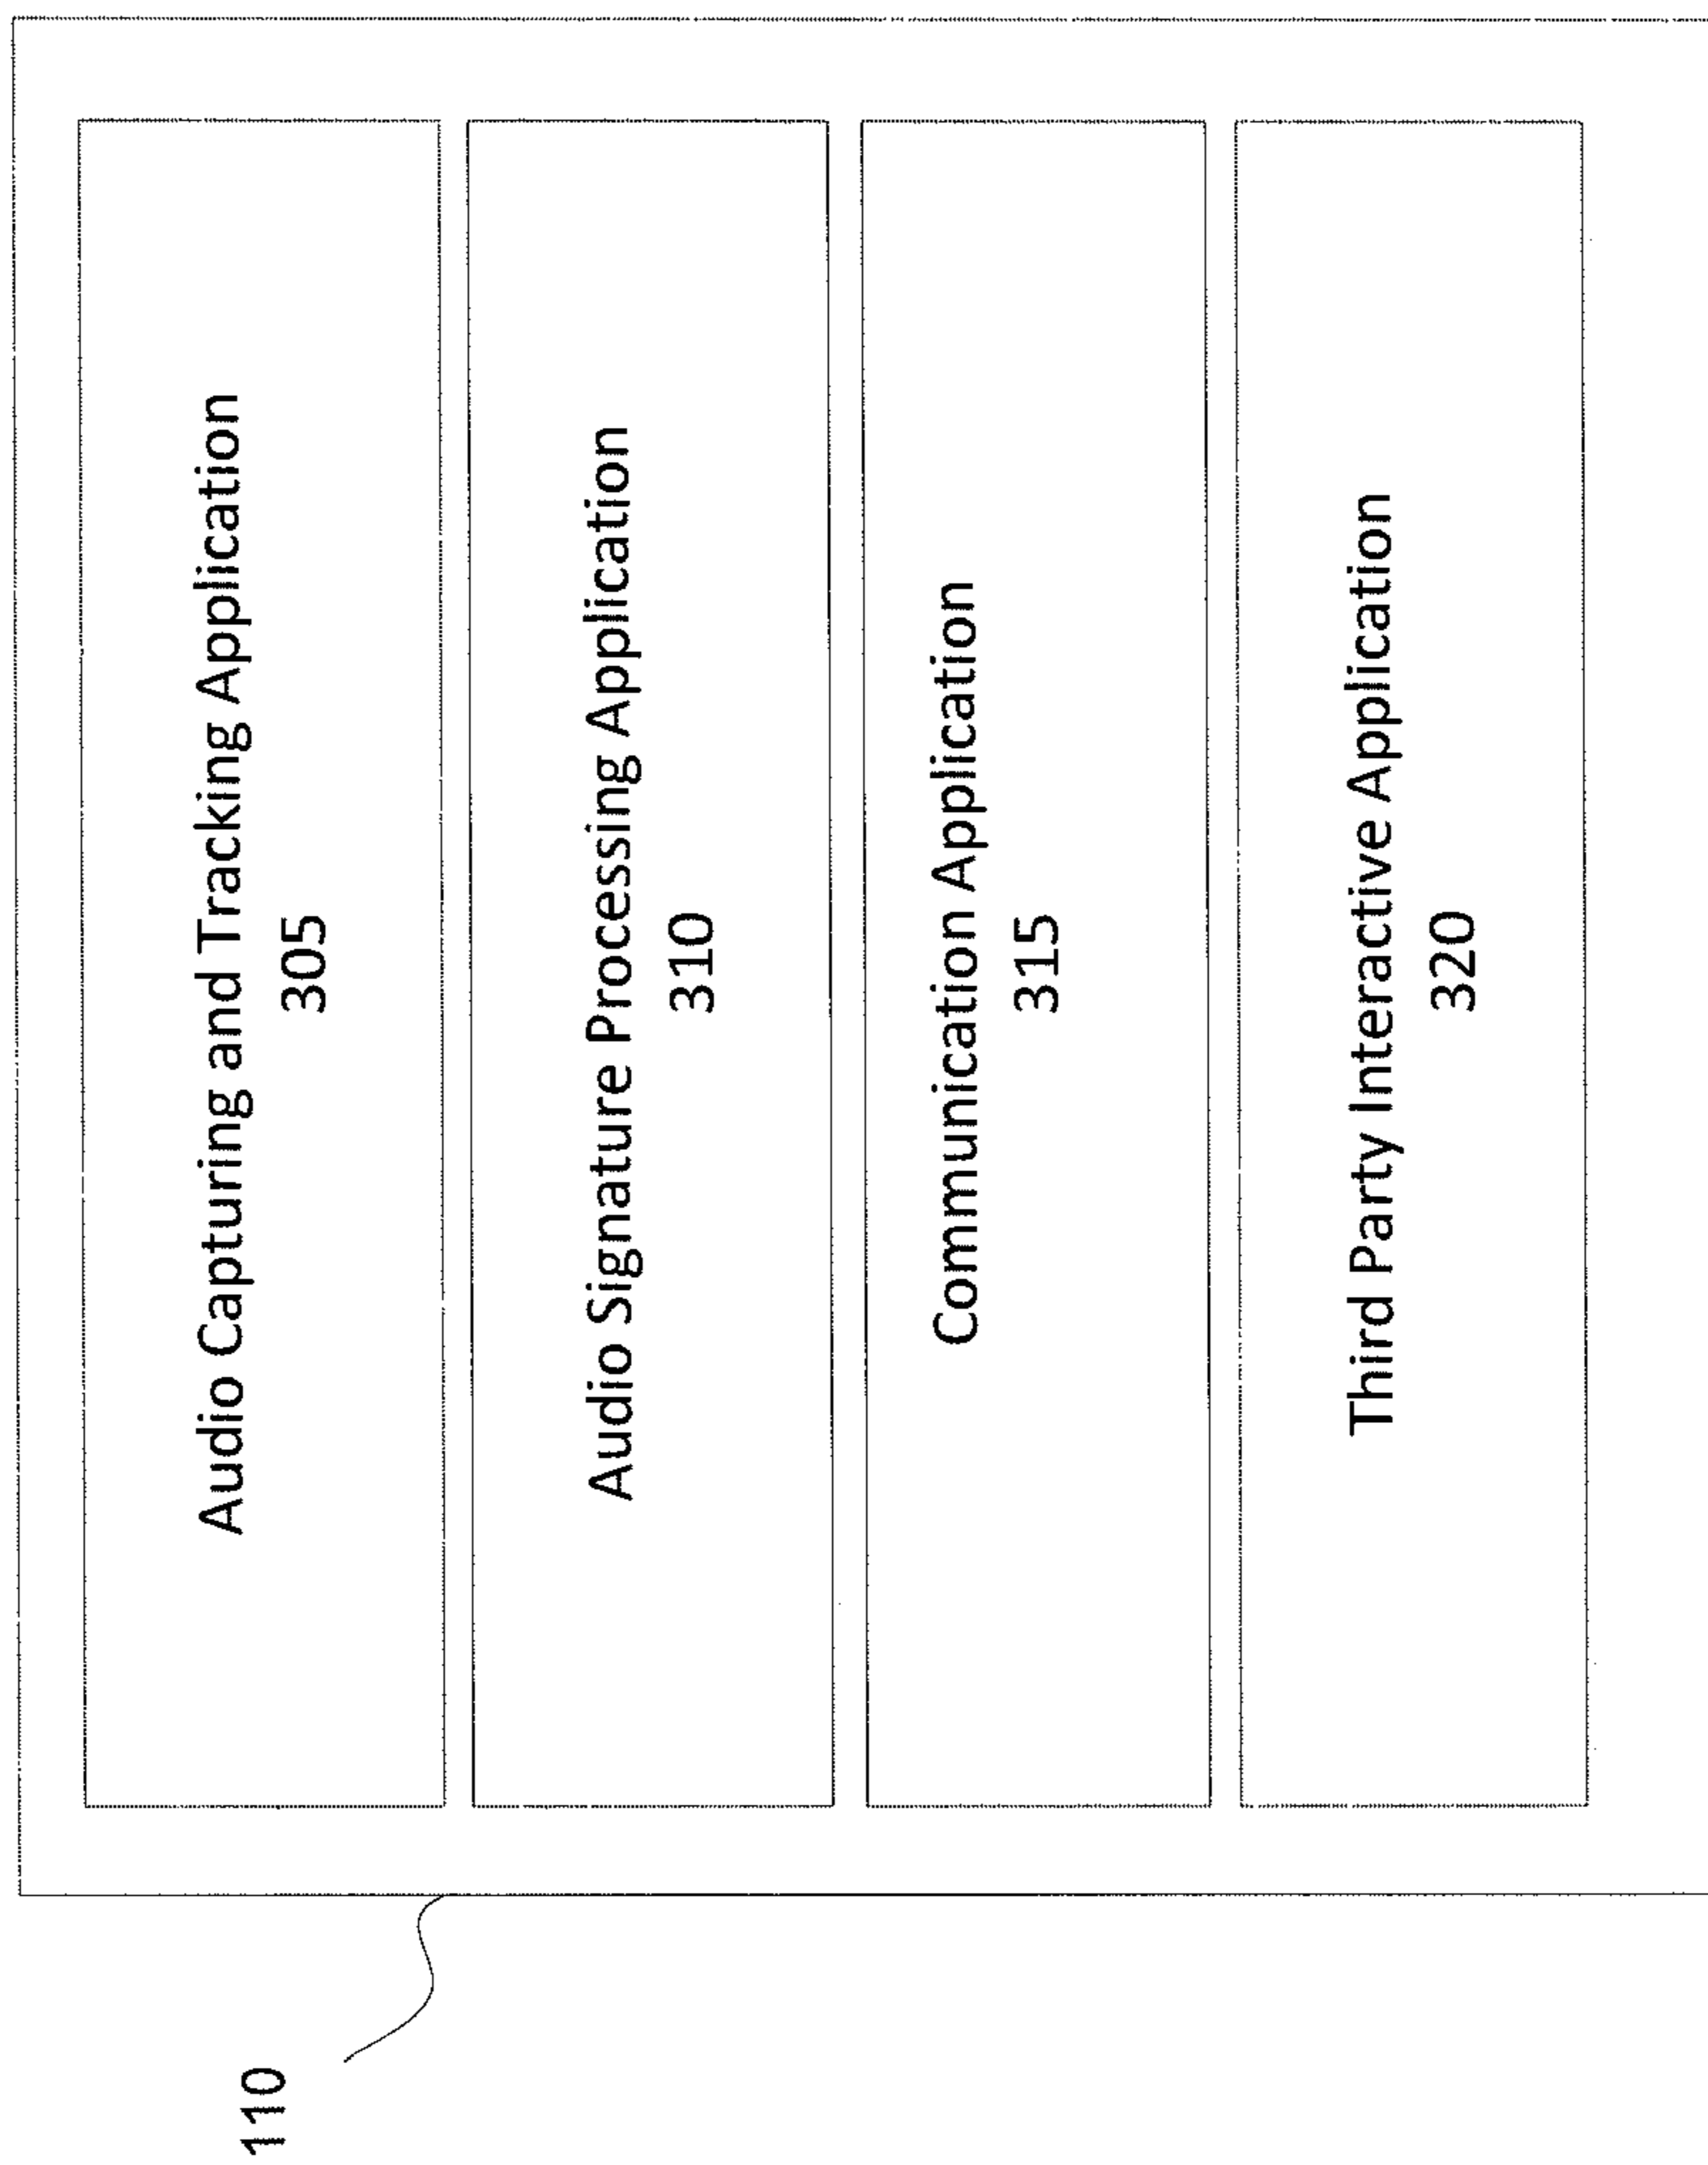 110
Audio Capturing and Tracking Application
305
Audio Signature Processing Application
310
Communication Application
315
Third Party Interactive Application
320